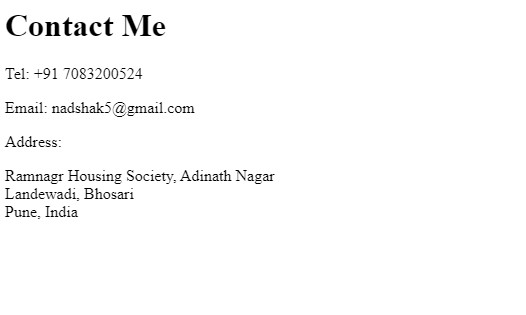 Contact Me
Tel: +91 7083200524
Email: nadshak5@gmail.com
Address:
Ramnagr Housing Society, Adinath Nagar
Landewadi, Bhosari
Pune, India